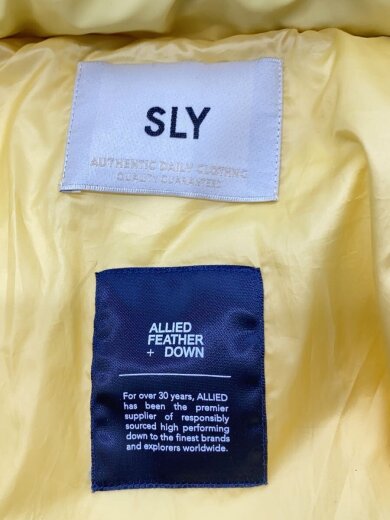 SLY
AUTHENTIC DAILY CLOTHING
QUALITY GUARANTEED
ALLIED
FEATHER
+ DOWN
For over 30 years, ALLIED
has been the premier
supplier of responsibly
sourced high performing
down to the finest brands
and explorers worldwide.